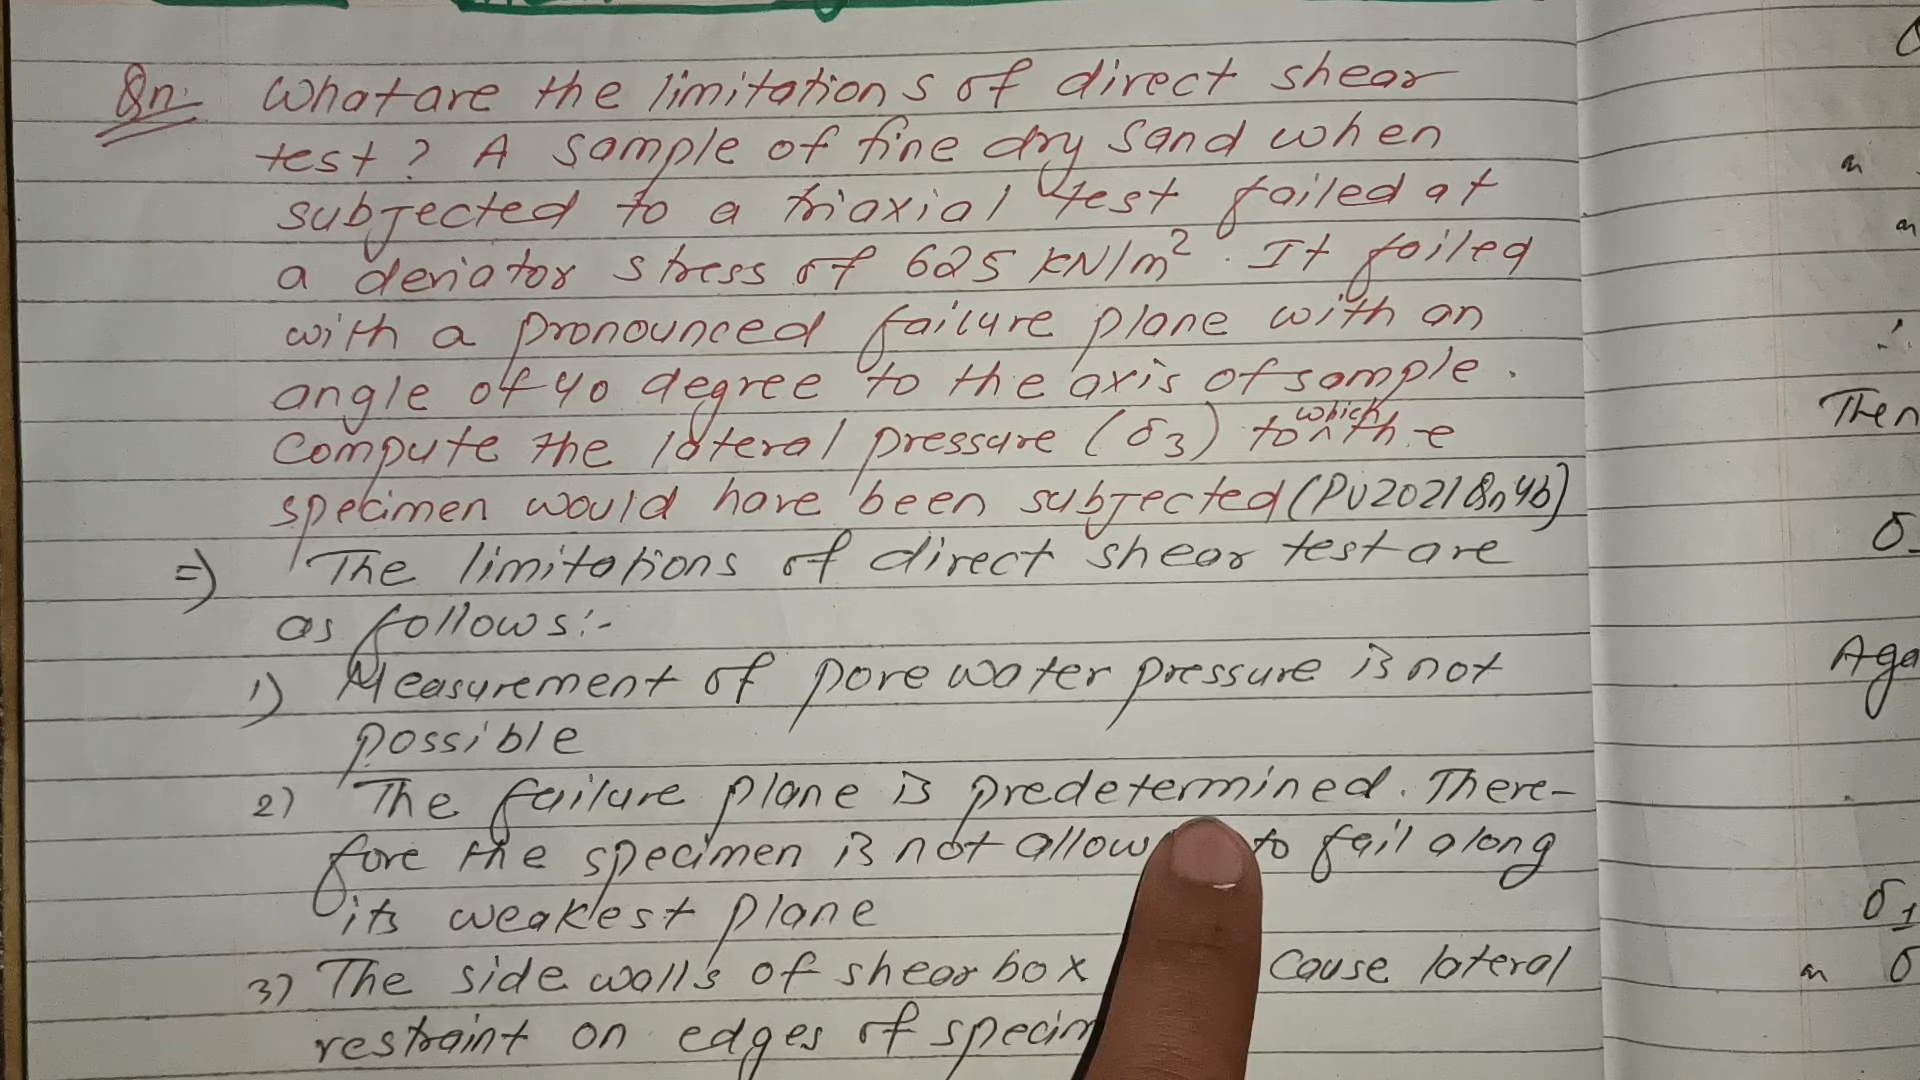 Qn. What are the limitations of direct shear
test? A sample of fine dry sand when
subjected to a triaxial test failed at
a deviator stress of 625 kN/m². It failed
with a pronounced failure plane with an
angle of 40 degree to the axis of sample.
Compute the lateral pressure (σ3) to which the
specimen would have been subjected (PU2021Qn4b)
=) The limitations of direct shear test are
as follows:-
1) Measurement of pore water pressure is not
possible
2) The failure plane is predetermined. There-
fore the specimen is not allow to fail along
its weakest plane
3) The side walls of shear box cause lateral
restraint on edges of specim
Then
Aga
σ1